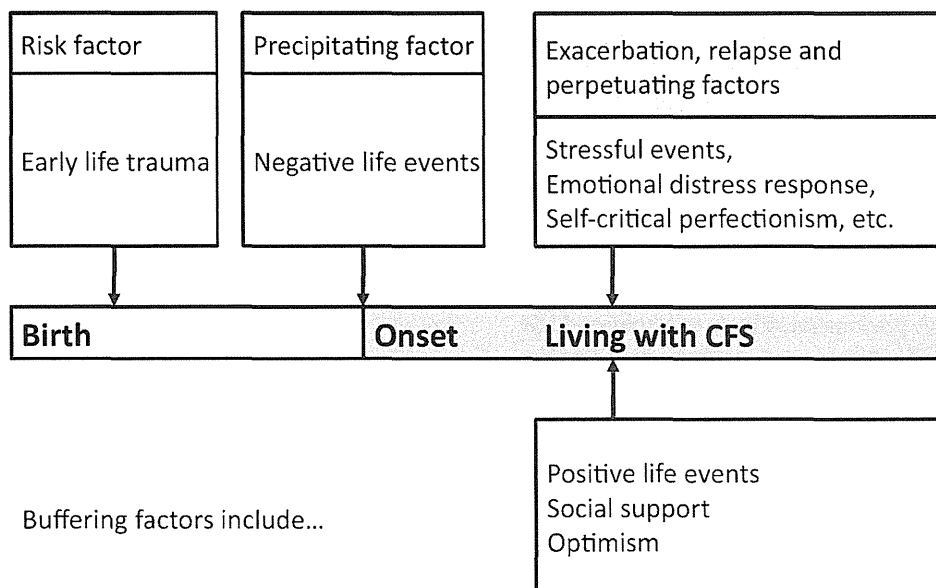 Risk factor
Early life trauma
Precipitating factor
Negative life events
Exacerbation, relapse and
perpetuating factors
Stressful events,
Emotional distress response,
Self-critical perfectionism, etc.
Birth
Onset
Living with CFS
Buffering factors include...
Positive life events
Social support
Optimism